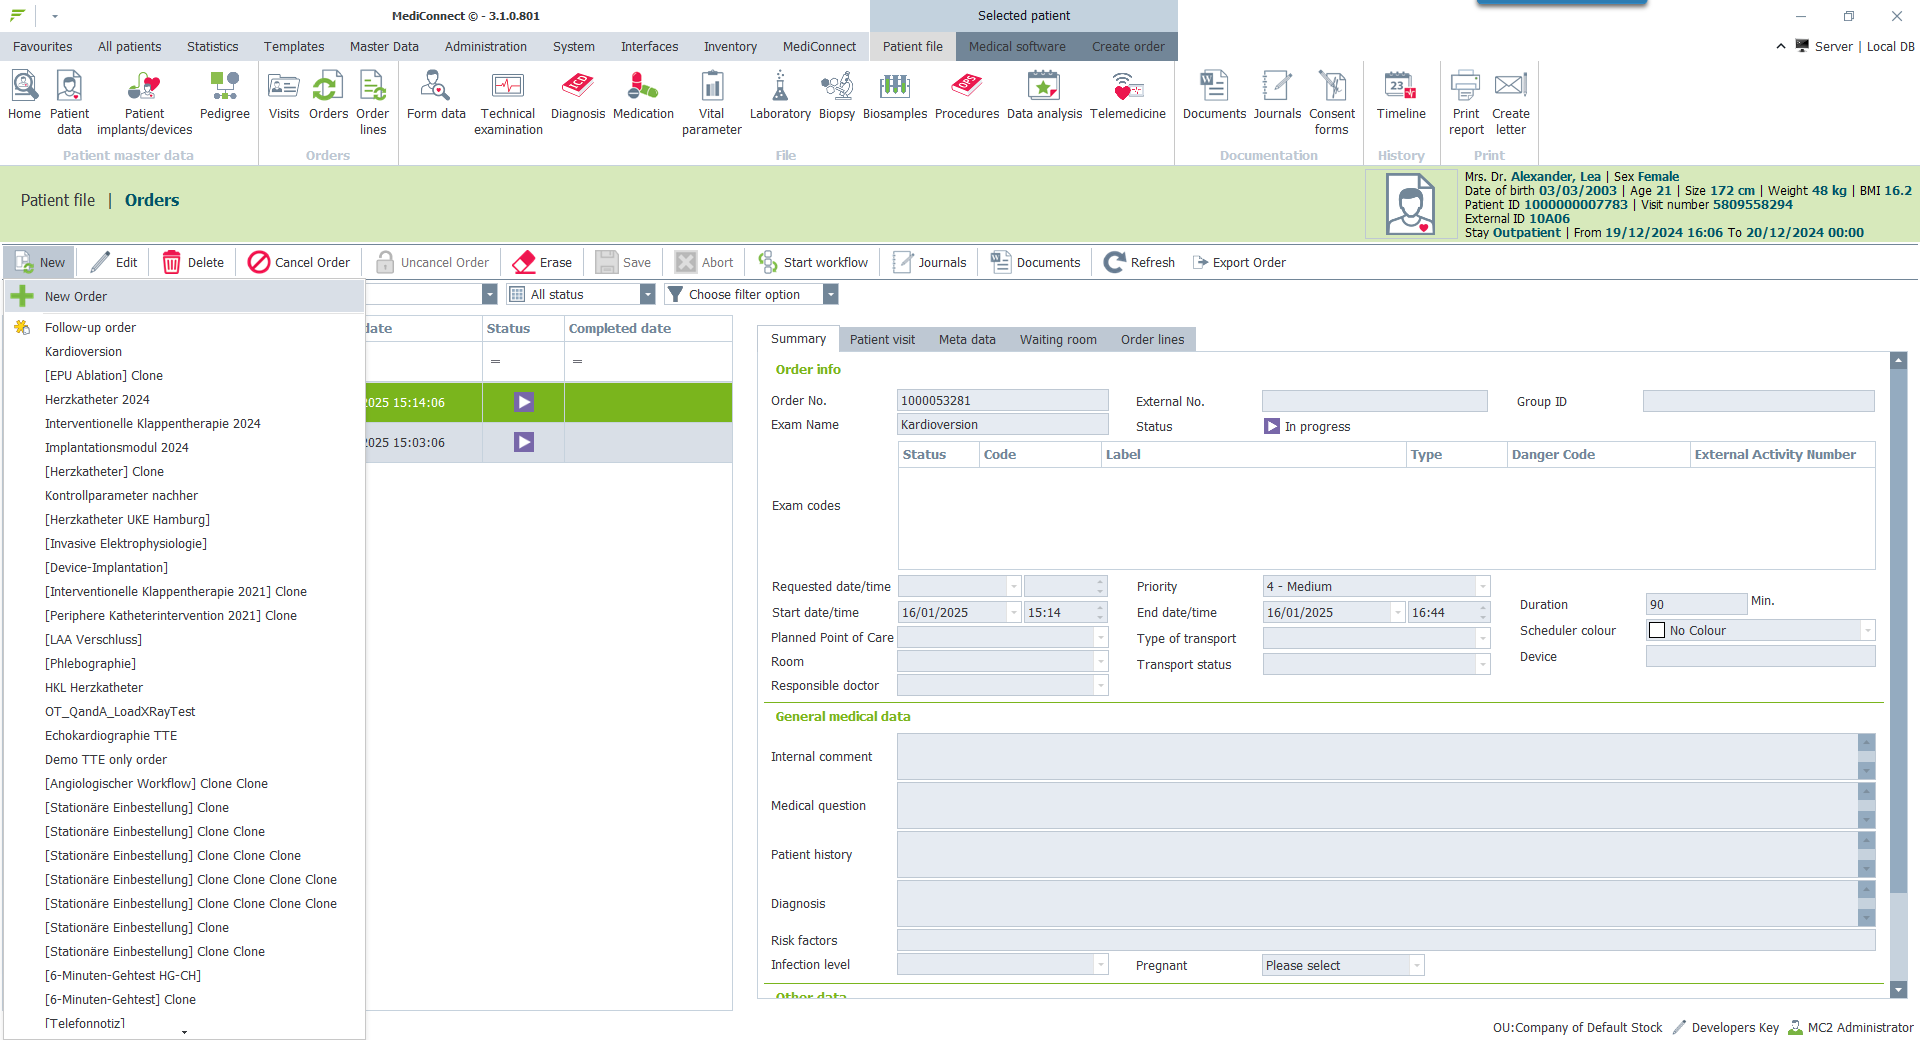 MediConnect © - 3.1.0.801
Selected patient
Favourites All patients Statistics Templates Master Data Administration System Interfaces Inventory MediConnect Patient file Medical software Create order
Server | Local DB
Home Patient data Patient implants/devices Pedigree Visits Orders Order lines Form data Technical examination Diagnosis Medication Vital parameter Laboratory Biopsy Biosamples Procedures Data analysis Telemedicine Documents Journals Consent forms Timeline Print report Create letter
Patient master data Orders File Documentation History Print
Patient file | Orders
Mrs. Dr. Alexander, Lea | Sex Female
Date of birth 03/03/2003 | Age 21 | Size 172 cm | Weight 48 kg | BMI 16.2
Patient ID 1000000007783 | Visit number 5809558294
External ID 10A06
Stay Outpatient | From 19/12/2024 16:06 To 20/12/2024 00:00
New Edit Delete Cancel Order Uncancel Order Erase Save Abort Start workflow Journals Documents Refresh Export Order
New Order
Follow-up order
Kardioversion
[EPU Ablation] Clone
Herzkatheter 2024
Interventionelle Klappentherapie 2024
Implantationsmodul 2024
[Herzkatheter] Clone
Kontrollparameter nachher
[Herzkatheter UKE Hamburg]
[Invasive Elektrophysiologie]
[Device-Implantation]
[Interventionelle Klappentherapie 2021] Clone
[Periphere Katheterintervention 2021] Clone
[LAA Verschluss]
[Phlebographie]
HKL Herzkatheter
OT_QandA_LoadXRayTest
Echokardiographie TTE
Demo TTE only order
[Angiologischer Workflow] Clone Clone
[Stationäre Einbestellung] Clone
[Stationäre Einbestellung] Clone Clone
[Stationäre Einbestellung] Clone Clone Clone
[Stationäre Einbestellung] Clone Clone Clone Clone
[Stationäre Einbestellung] Clone Clone Clone Clone
[Stationäre Einbestellung] Clone
[Stationäre Einbestellung] Clone Clone
[6-Minuten-Gehtest HG-CH]
[6-Minuten-Gehtest] Clone
[Telefonnotiz]
All status
Choose filter option
date Status Completed date
= =
2025 15:14:06
2025 15:03:06
Summary Patient visit Meta data Waiting room Order lines
Order info
Order No. 1000053281 External No. Group ID
Exam Name Kardioversion Status In progress
Exam codes
Status Code Label Type Danger Code External Activity Number
Requested date/time Priority 4 - Medium
Start date/time 16/01/2025 15:14 End date/time 16/01/2025 16:44 Duration 90 Min.
Planned Point of Care Type of transport Scheduler colour No Colour
Room Transport status Device
Responsible doctor
General medical data
Internal comment
Medical question
Patient history
Diagnosis
Risk factors
Infection level Pregnant Please select
Other data
OU:Company of Default Stock Developers Key MC2 Administrator